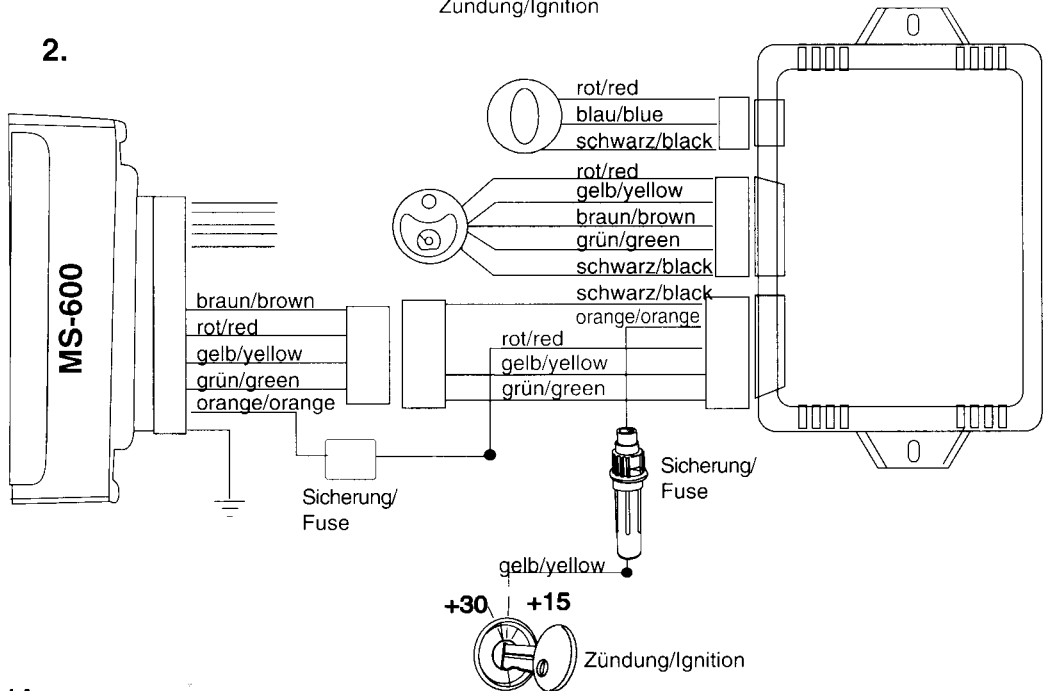 Zündung/Ignition
2.
rot/red
blau/blue
schwarz/black
rot/red
gelb/yellow
braun/brown
grün/green
schwarz/black
MS-600
braun/brown
rot/red
gelb/yellow
grün/green
orange/orange
schwarz/black
orange/orange
rot/red
gelb/yellow
grün/green
Sicherung/
Fuse
Sicherung/
Fuse
gelb/yellow
+30
+15
Zündung/Ignition